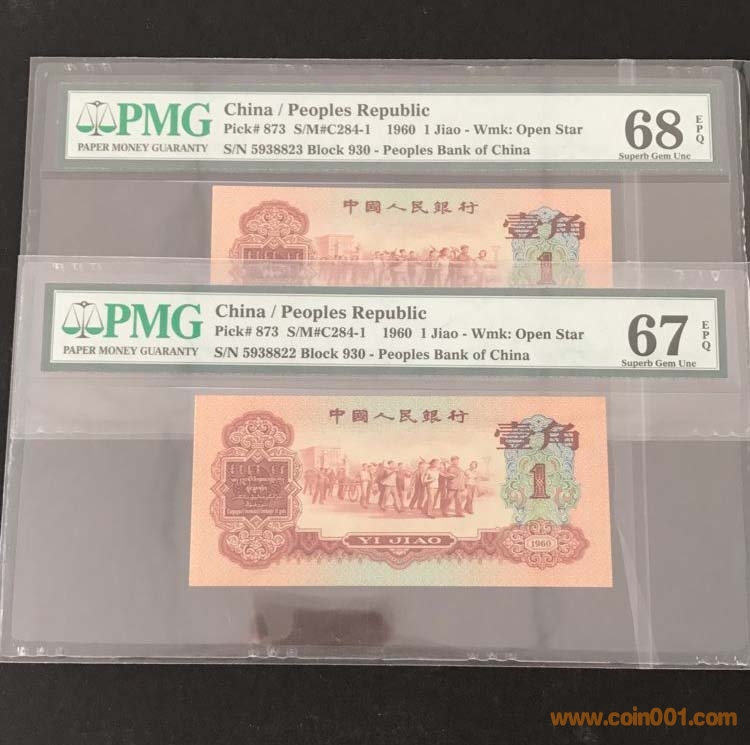 PMG
PAPER MONEY GUARANTY
China / Peoples Republic
Pick# 873 S/M#C284-1 1960 1 Jiao - Wmk: Open Star
S/N 5938823 Block 930 - Peoples Bank of China
68
EPQ
Superb Gem Unc
中國人民銀行
壹角
1
PMG
PAPER MONEY GUARANTY
China / Peoples Republic
Pick# 873 S/M#C284-1 1960 1 Jiao - Wmk: Open Star
S/N 5938822 Block 930 - Peoples Bank of China
67
EPQ
Superb Gem Unc
中國人民銀行
壹角
1
YI JIAO
1960
www.coin001.com